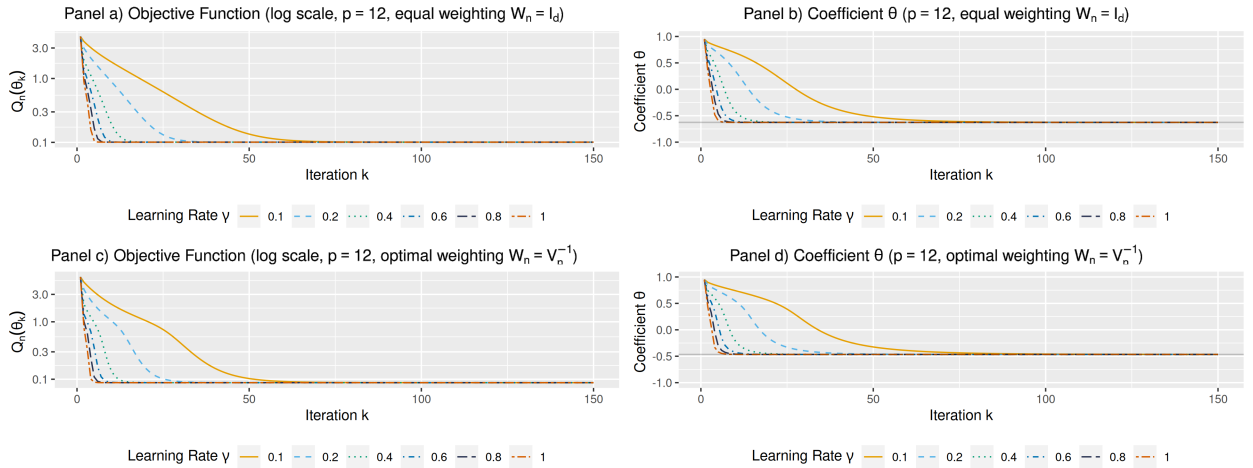 Panel a) Objective Function (log scale, p = 12, equal weighting Wn = Id)
Qn(θk)
3.0
1.0
0.3
0.1
0
50
100
150
Iteration k
Learning Rate γ 0.1 0.2 0.4 0.6 0.8 1
Panel b) Coefficient θ (p = 12, equal weighting Wn = Id)
Coefficient θ
1.0
0.5
0.0
-0.5
-1.0
0
50
100
150
Iteration k
Learning Rate γ 0.1 0.2 0.4 0.6 0.8 1
Panel c) Objective Function (log scale, p = 12, optimal weighting Wn = Vn−1)
Qn(θk)
3.0
1.0
0.3
0.1
0
50
100
150
Iteration k
Learning Rate γ 0.1 0.2 0.4 0.6 0.8 1
Panel d) Coefficient θ (p = 12, optimal weighting Wn = Vn−1)
Coefficient θ
1.0
0.5
0.0
-0.5
-1.0
0
50
100
150
Iteration k
Learning Rate γ 0.1 0.2 0.4 0.6 0.8 1